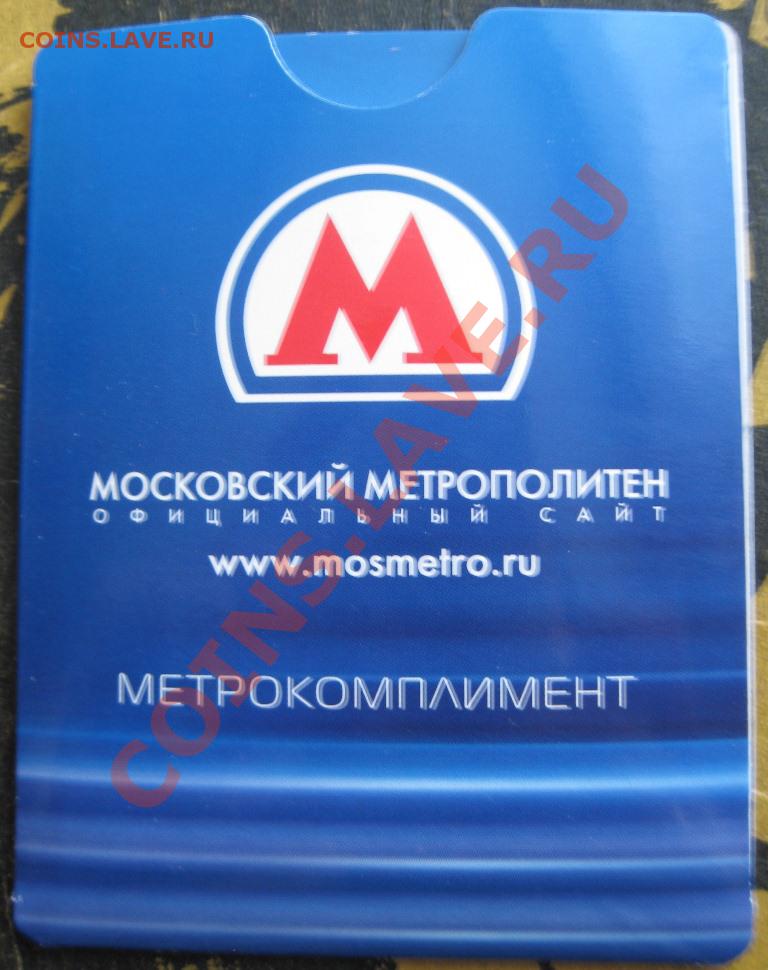 COINS.LAVE.RU
М
МОСКОВСКИЙ МЕТРОПОЛИТЕН
ОФИЦИАЛЬНЫЙ САЙТ
www.mosmetro.ru
МЕТРОКОМПЛИМЕНТ
COINS.LAVE.RU